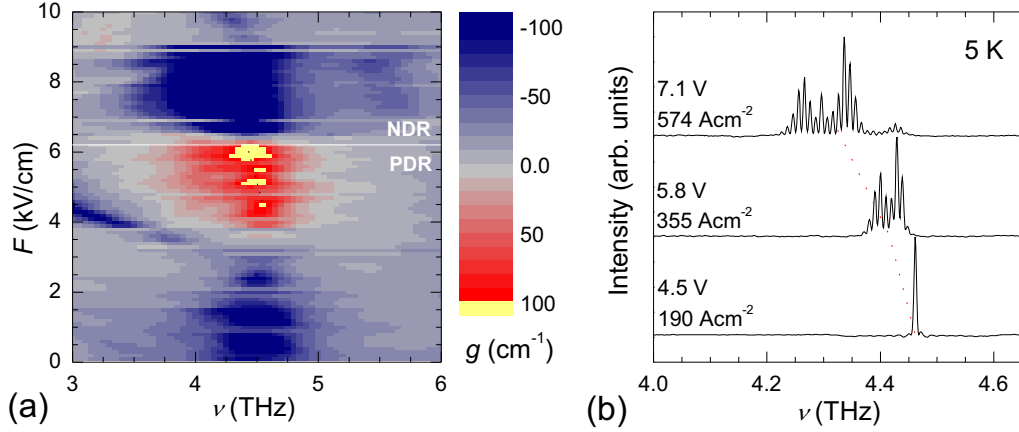 10
8
6
4
2
0
F (kV/cm)
NDR
PDR
3
4
5
6
(a)
ν (THz)
-100
-50
0.0
50
100
g (cm⁻¹)
5 K
7.1 V
574 Acm⁻²
5.8 V
355 Acm⁻²
4.5 V
190 Acm⁻²
Intensity (arb. units)
4.0
4.2
4.4
4.6
(b)
ν (THz)